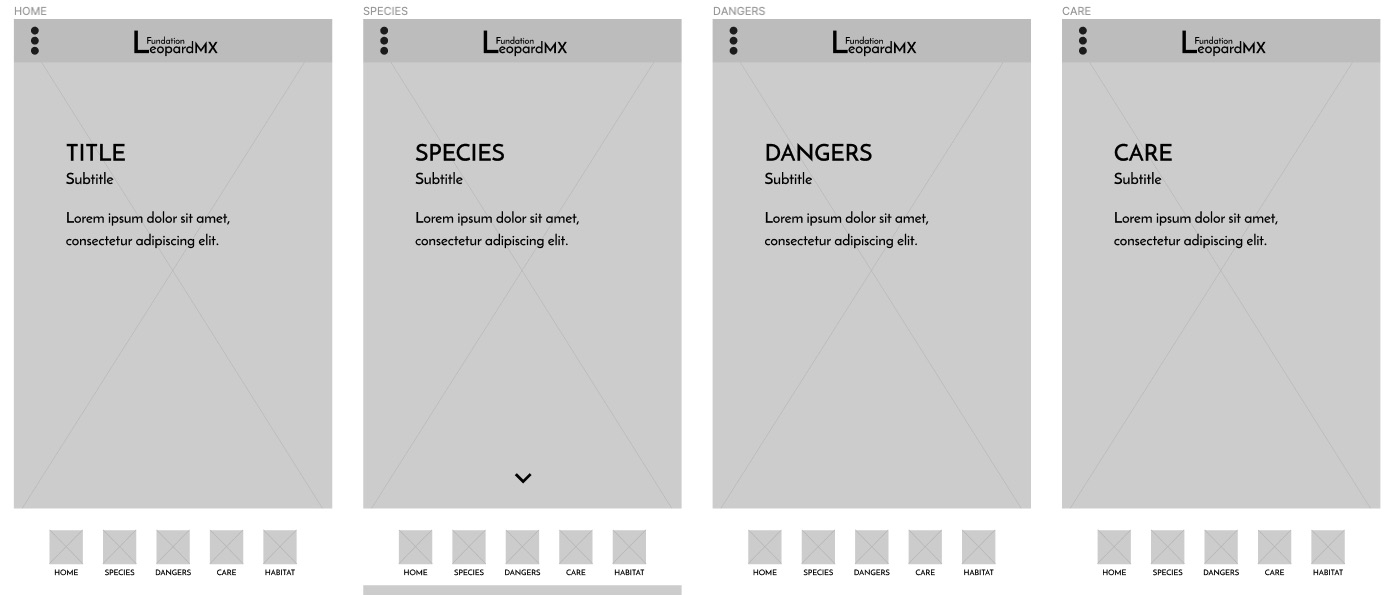 HOME
Fundation
LeopardMX
TITLE
Subtitle
Lorem ipsum dolor sit amet,
consectetur adipiscing elit.
HOME SPECIES DANGERS CARE HABITAT
SPECIES
Fundation
LeopardMX
SPECIES
Subtitle
Lorem ipsum dolor sit amet,
consectetur adipiscing elit.
HOME SPECIES DANGERS CARE HABITAT
DANGERS
Fundation
LeopardMX
DANGERS
Subtitle
Lorem ipsum dolor sit amet,
consectetur adipiscing elit.
HOME SPECIES DANGERS CARE HABITAT
CARE
Fundation
LeopardMX
CARE
Subtitle
Lorem ipsum dolor sit amet,
consectetur adipiscing elit.
HOME SPECIES DANGERS CARE HABITAT